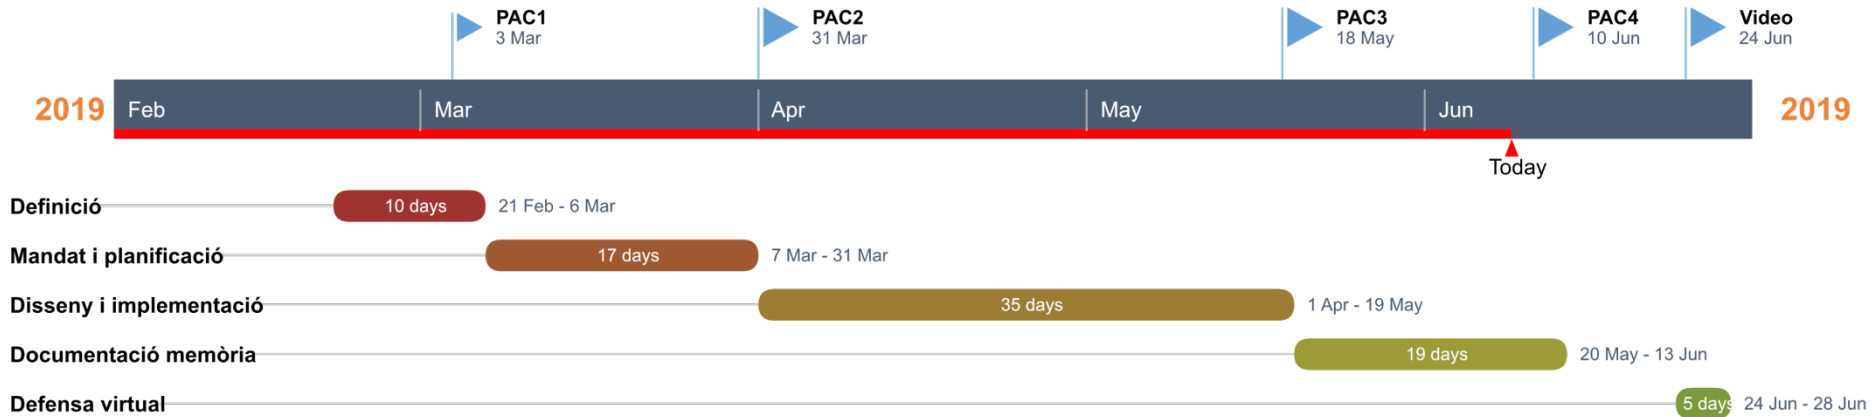 PAC1
3 Mar
PAC2
31 Mar
PAC3
18 May
PAC4
10 Jun
Video
24 Jun
2019 Feb Mar Apr May Jun 2019
Today
Definició 10 days 21 Feb - 6 Mar
Mandat i planificació 17 days 7 Mar - 31 Mar
Disseny i implementació 35 days 1 Apr - 19 May
Documentació memòria 19 days 20 May - 13 Jun
Defensa virtual 5 days 24 Jun - 28 Jun